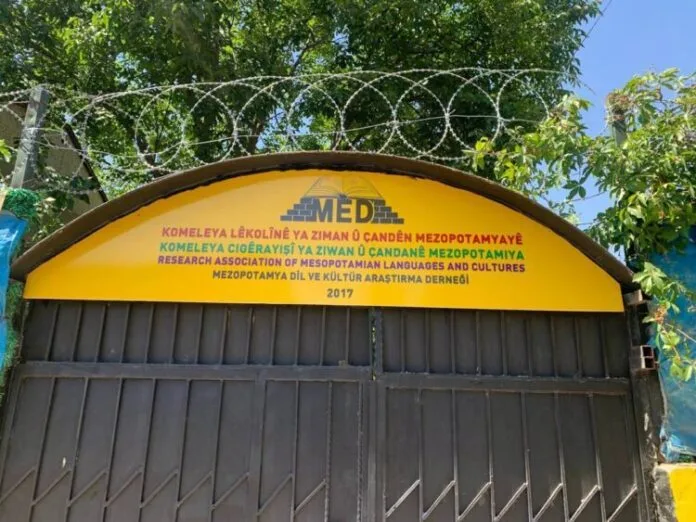 MED
KOMELEYA LÊKOLÎNÊ YA ZIMAN Û ÇANDÊN MEZOPOTAMYAYÊ
KOMELEYA CIGÊRAYIŞÎ YA ZIWAN Û ÇANDANÊ MEZOPOTAMIYA
RESEARCH ASSOCIATION OF MESOPOTAMIAN LANGUAGES AND CULTURES
MEZOPOTAMYA DİL VE KÜLTÜR ARAŞTIRMA DERNEĞİ
2017